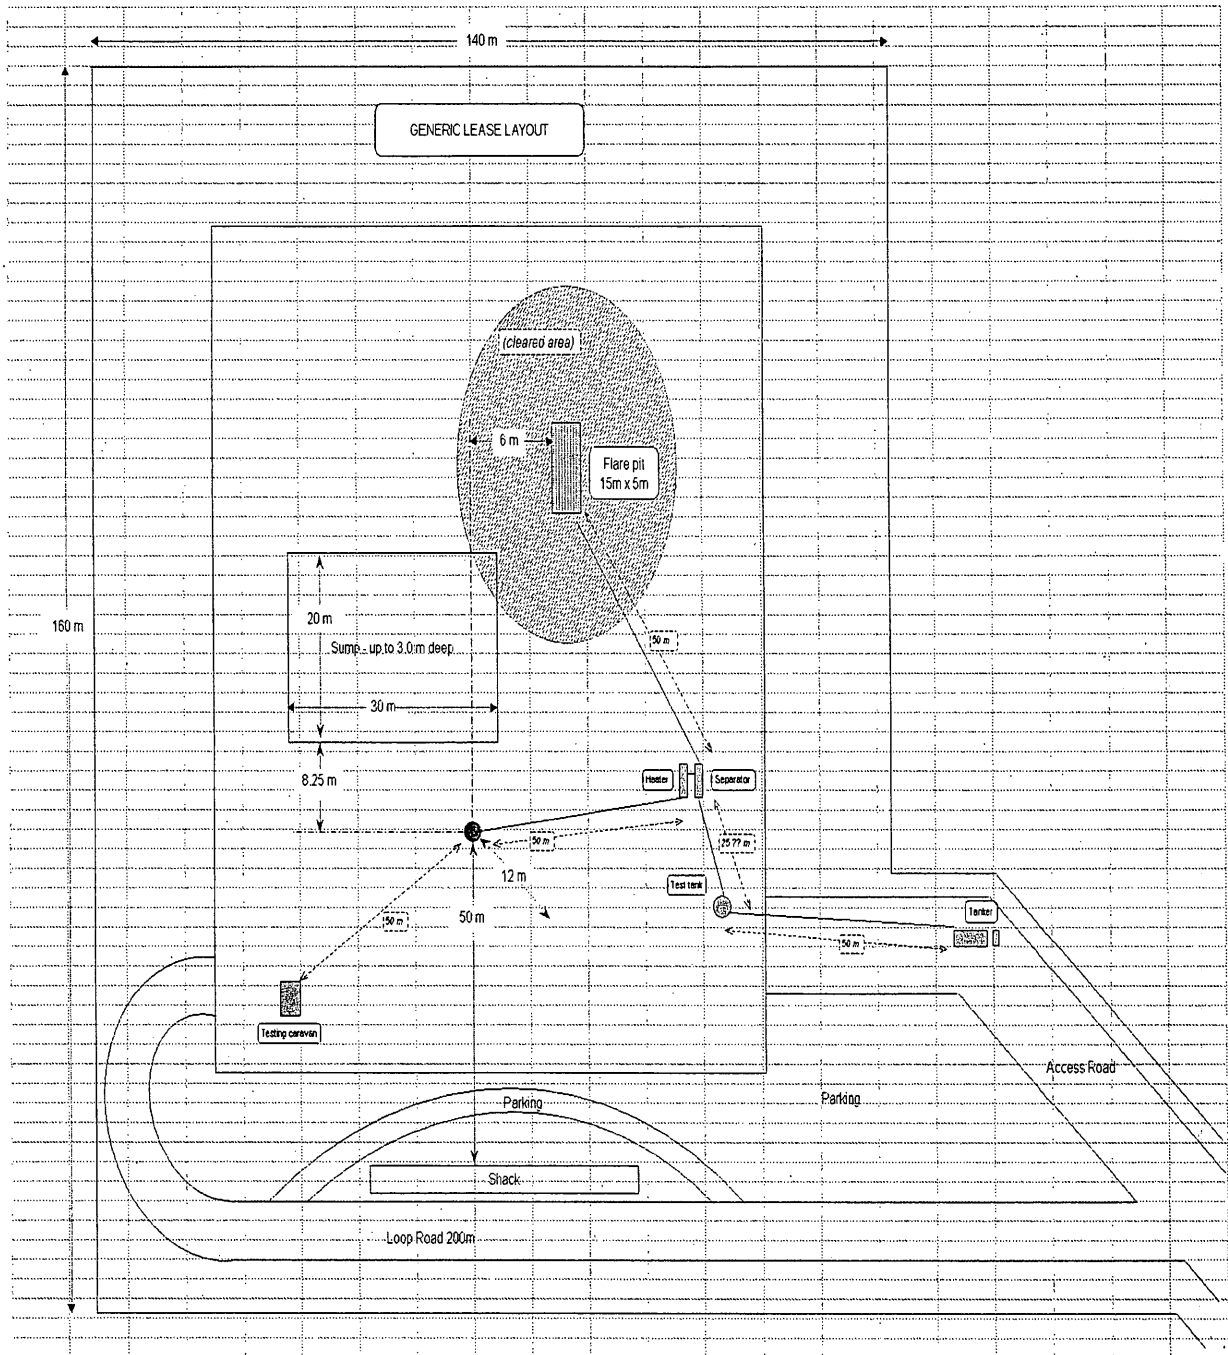 140 m
GENERIC LEASE LAYOUT
(cleared area)
6 m
Flare pit
15m x 5m
160 m
20 m
50 m
Sump - up to 3.0 m deep
30 m
8.25 m
Heater
Separator
50 m
25 ?? m
12 m
Test tank
50 m
50 m
Tanker
50 m
Testing caravan
Access Road
Parking
Parking
Shack
Loop Road 200m